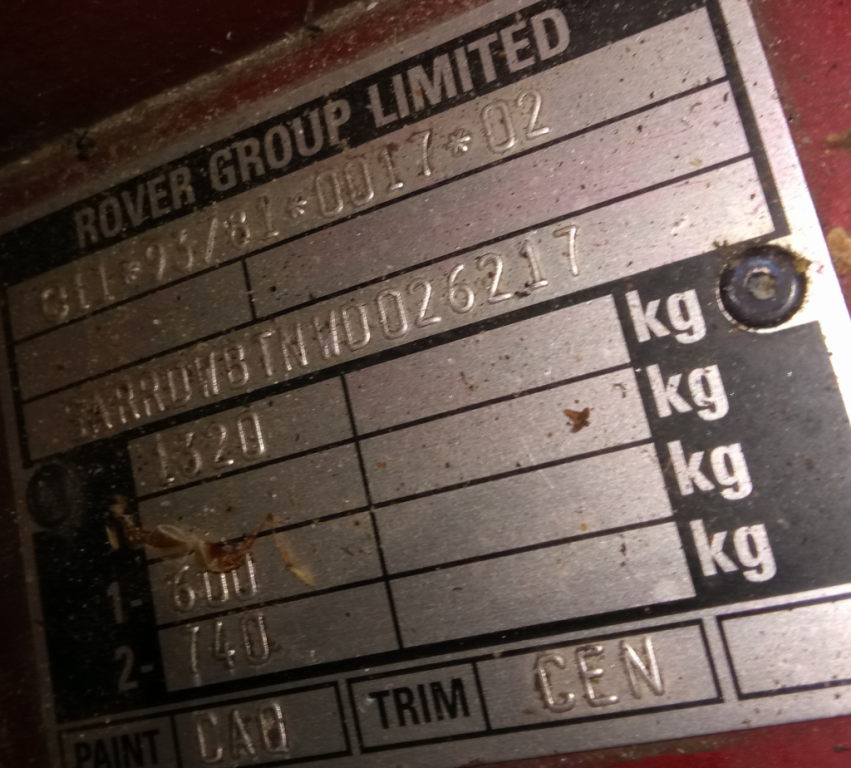 ROVER GROUP LIMITED
e11*93/81*0017*02
SARRDWBTNWD026217
1320 kg
kg
1- 600 kg
2- 740 kg
PAINT CAQ TRIM CEN